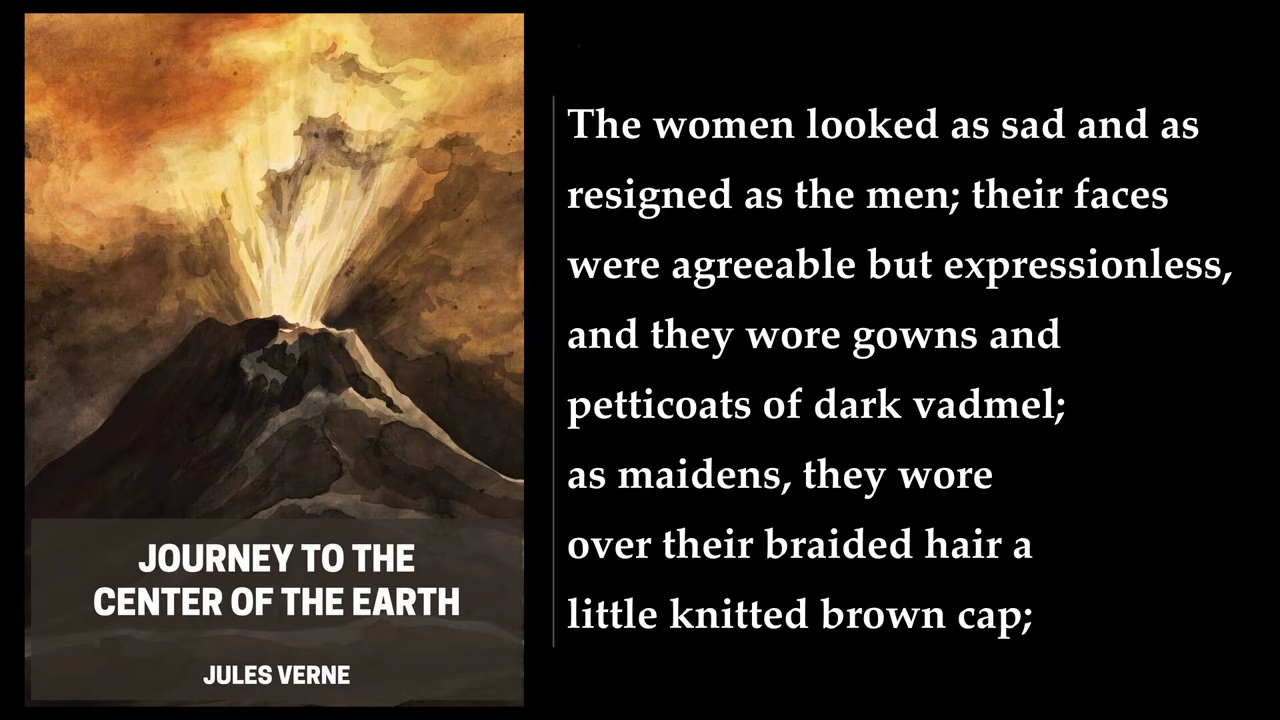 JOURNEY TO THE
CENTER OF THE EARTH
JULES VERNE
The women looked as sad and as
resigned as the men; their faces
were agreeable but expressionless,
and they wore gowns and
petticoats of dark vadmel;
as maidens, they wore
over their braided hair a
little knitted brown cap;